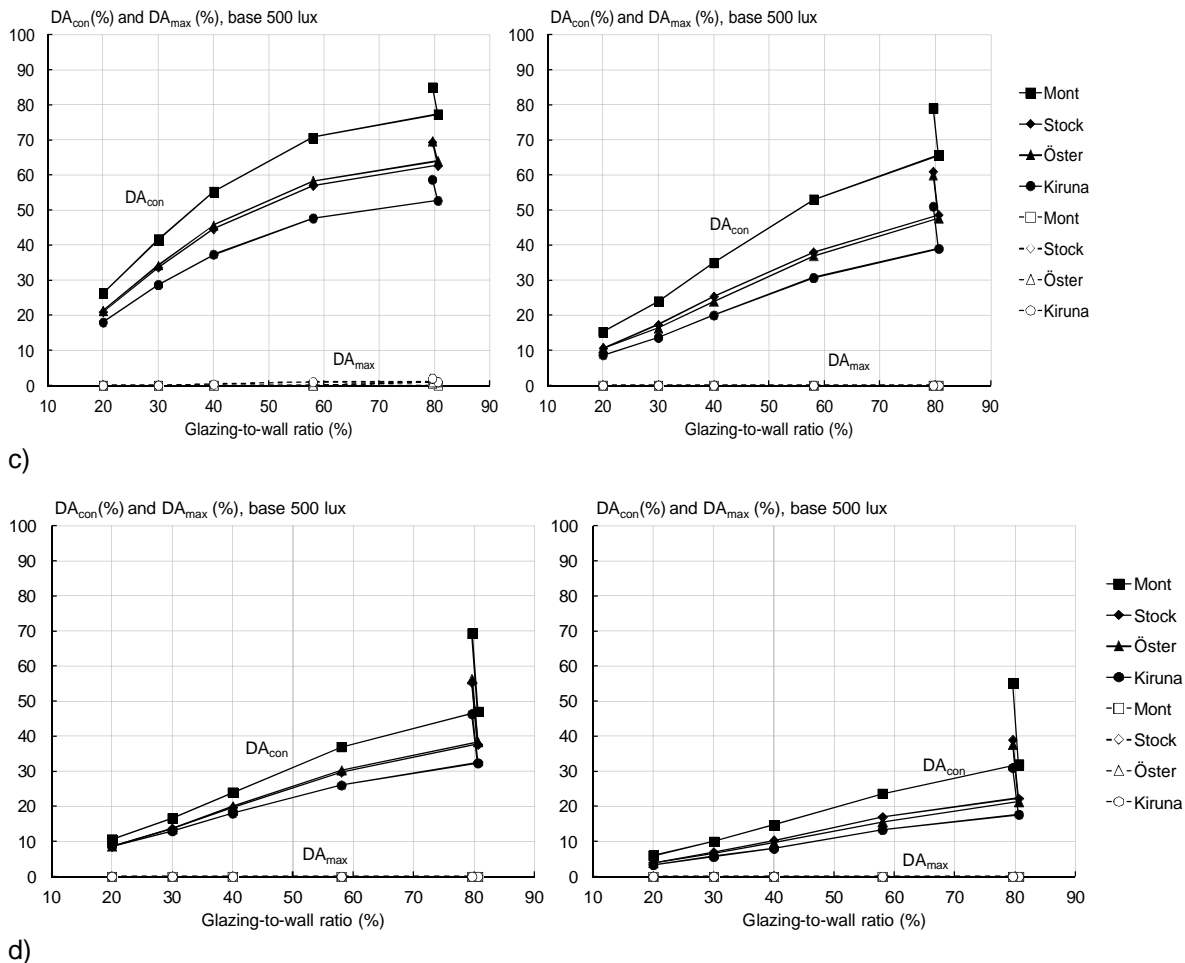 DAcon(%) and DAmax (%), base 500 lux
100
90
80
70
60
50
40
30
20
10
0
DAcon
DAmax
10 20 30 40 50 60 70 80 90
Glazing-to-wall ratio (%)
DAcon(%) and DAmax (%), base 500 lux
100
90
80
70
60
50
40
30
20
10
0
DAcon
DAmax
10 20 30 40 50 60 70 80 90
Glazing-to-wall ratio (%)
Mont
Stock
Öster
Kiruna
Mont
Stock
Öster
Kiruna
c)
DAcon(%) and DAmax (%), base 500 lux
100
90
80
70
60
50
40
30
20
10
0
DAcon
DAmax
10 20 30 40 50 60 70 80 90
Glazing-to-wall ratio (%)
DAcon(%) and DAmax (%), base 500 lux
100
90
80
70
60
50
40
30
20
10
0
DAcon
DAmax
10 20 30 40 50 60 70 80 90
Glazing-to-wall ratio (%)
Mont
Stock
Öster
Kiruna
Mont
Stock
Öster
Kiruna
d)